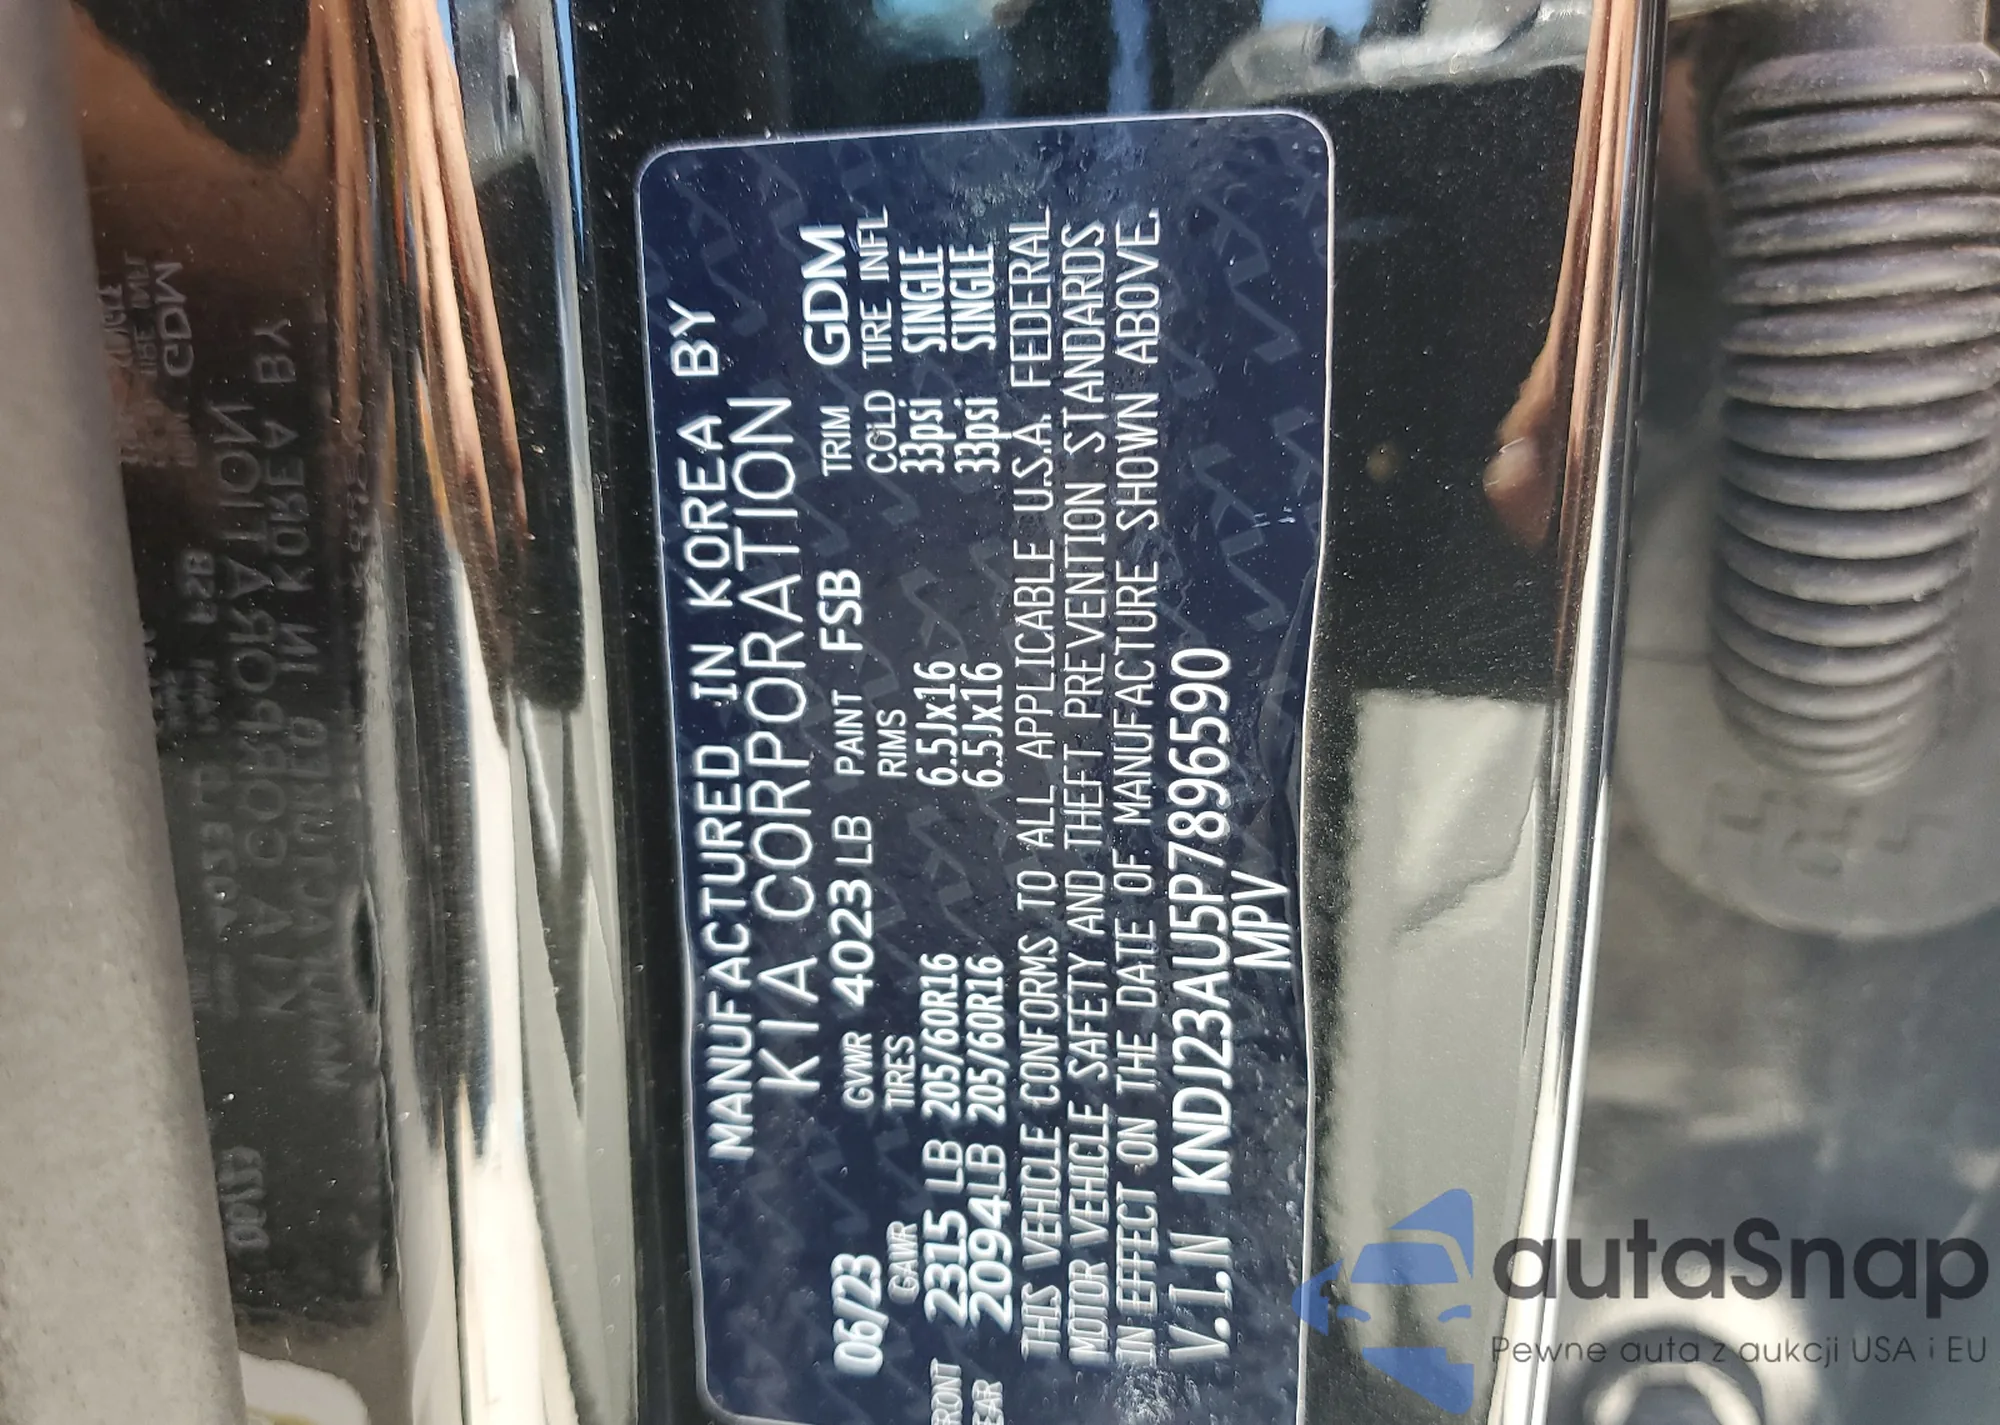 MANUFACTURED IN KOREA BY
KIA CORPORATION
06/23 GVWR 4023 LB PAINT FSB TRIM GDM
GAWR TIRES RIMS COLD TIRE INFL
2315 LB 205/60R16 6.5Jx16 33psi SINGLE
2094 LB 205/60R16 6.5Jx16 33psi SINGLE
THIS VEHICLE CONFORMS TO ALL APPLICABLE U.S.A. FEDERAL
MOTOR VEHICLE SAFETY AND THEFT PREVENTION STANDARDS
IN EFFECT ON THE DATE OF MANUFACTURE SHOWN ABOVE.
V.I.N KNDJ23AU5P7896590
MPV
autaSnap
Pewne auta z aukcji USA i EU